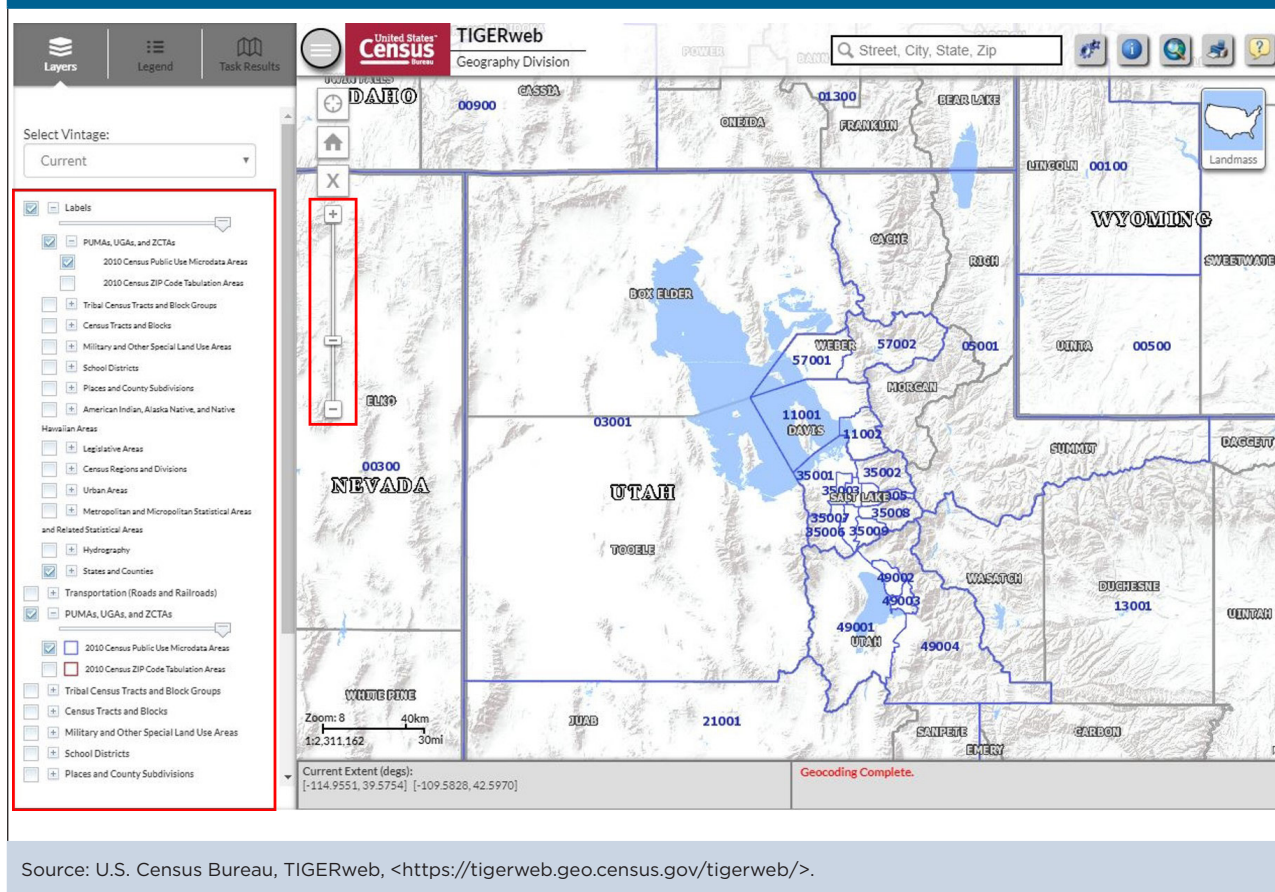 Layers
Legend
Task Results
Select Vintage:
Current
Labels
PUMAs, UGAs, and ZCTAs
2010 Census Public Use Microdata Areas
2010 Census ZIP Code Tabulation Areas
Tribal Census Tracts and Block Groups
Census Tracts and Blocks
Military and Other Special Land Use Areas
School Districts
Places and County Subdivisions
American Indian, Alaska Native, and Native
Hawaiian Areas
Legislative Areas
Census Regions and Divisions
Urban Areas
Metropolitan and Micropolitan Statistical Areas
and Related Statistical Areas
Hydrography
States and Counties
Transportation (Roads and Railroads)
PUMAs, UGAs, and ZCTAs
2010 Census Public Use Microdata Areas
2010 Census ZIP Code Tabulation Areas
Tribal Census Tracts and Block Groups
Census Tracts and Blocks
Military and Other Special Land Use Areas
School Districts
Places and County Subdivisions
United States
Census
Bureau
TIGERweb
Geography Division
Street, City, State, Zip
Landmass
POWER
IDAHO
CASSIA
00900
ONEIDA
01300
FRANKLIN
BEAR LAKE
LINCOLN 00100
WYOMING
SWEETWATE
X
CACHE
RICH
BOX ELDER
WEBER
57001
57002
05001
UINTA 00500
MORGAN
ELKO
03001
11001
DAVIS
11002
SUMMIT
DAGGETT
00300
NEVADA
UTAH
35001
35002
35003
SALT LAKE
35007
35008
35006
35009
TOOELE
WASATCH
DUCHESNE
13001
UINTAH
49002
49003
49001
UTAH
49004
WHITE PINE
JUAB
21001
SANPETE
EMERY
CARBON
Zoom: 8
40km
30mi
1:2,311,162
Current Extent (degs):
[-114.9551, 39.5754] [-109.5828, 42.5970]
Geocoding Complete.
Source: U.S. Census Bureau, TIGERweb, <https://tigerweb.geo.census.gov/tigerweb/>.